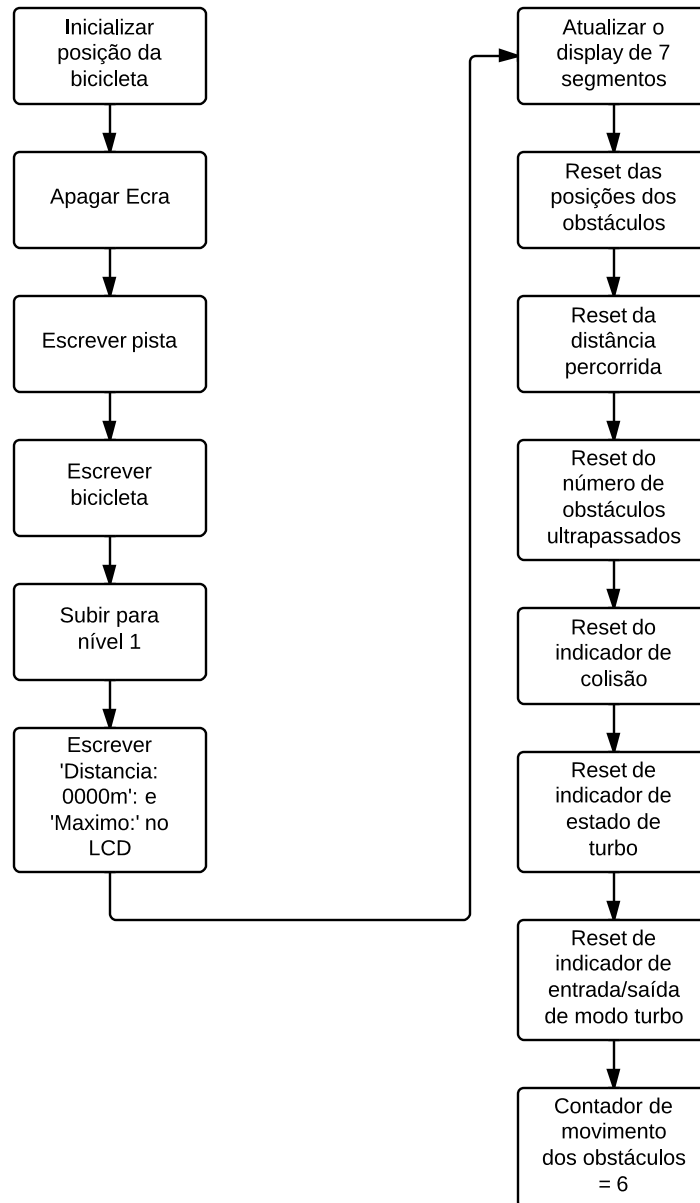 Inicializar
posição da
bicicleta
Apagar Ecra
Escrever pista
Escrever
bicicleta
Subir para
nível 1
Escrever
'Distancia:
0000m': e
'Maximo:' no
LCD
Atualizar o
display de 7
segmentos
Reset das
posições dos
obstáculos
Reset da
distância
percorrida
Reset do
número de
obstáculos
ultrapassados
Reset do
indicador de
colisão
Reset de
indicador de
estado de
turbo
Reset de
indicador de
entrada/saída
de modo turbo
Contador de
movimento
dos obstáculos
= 6